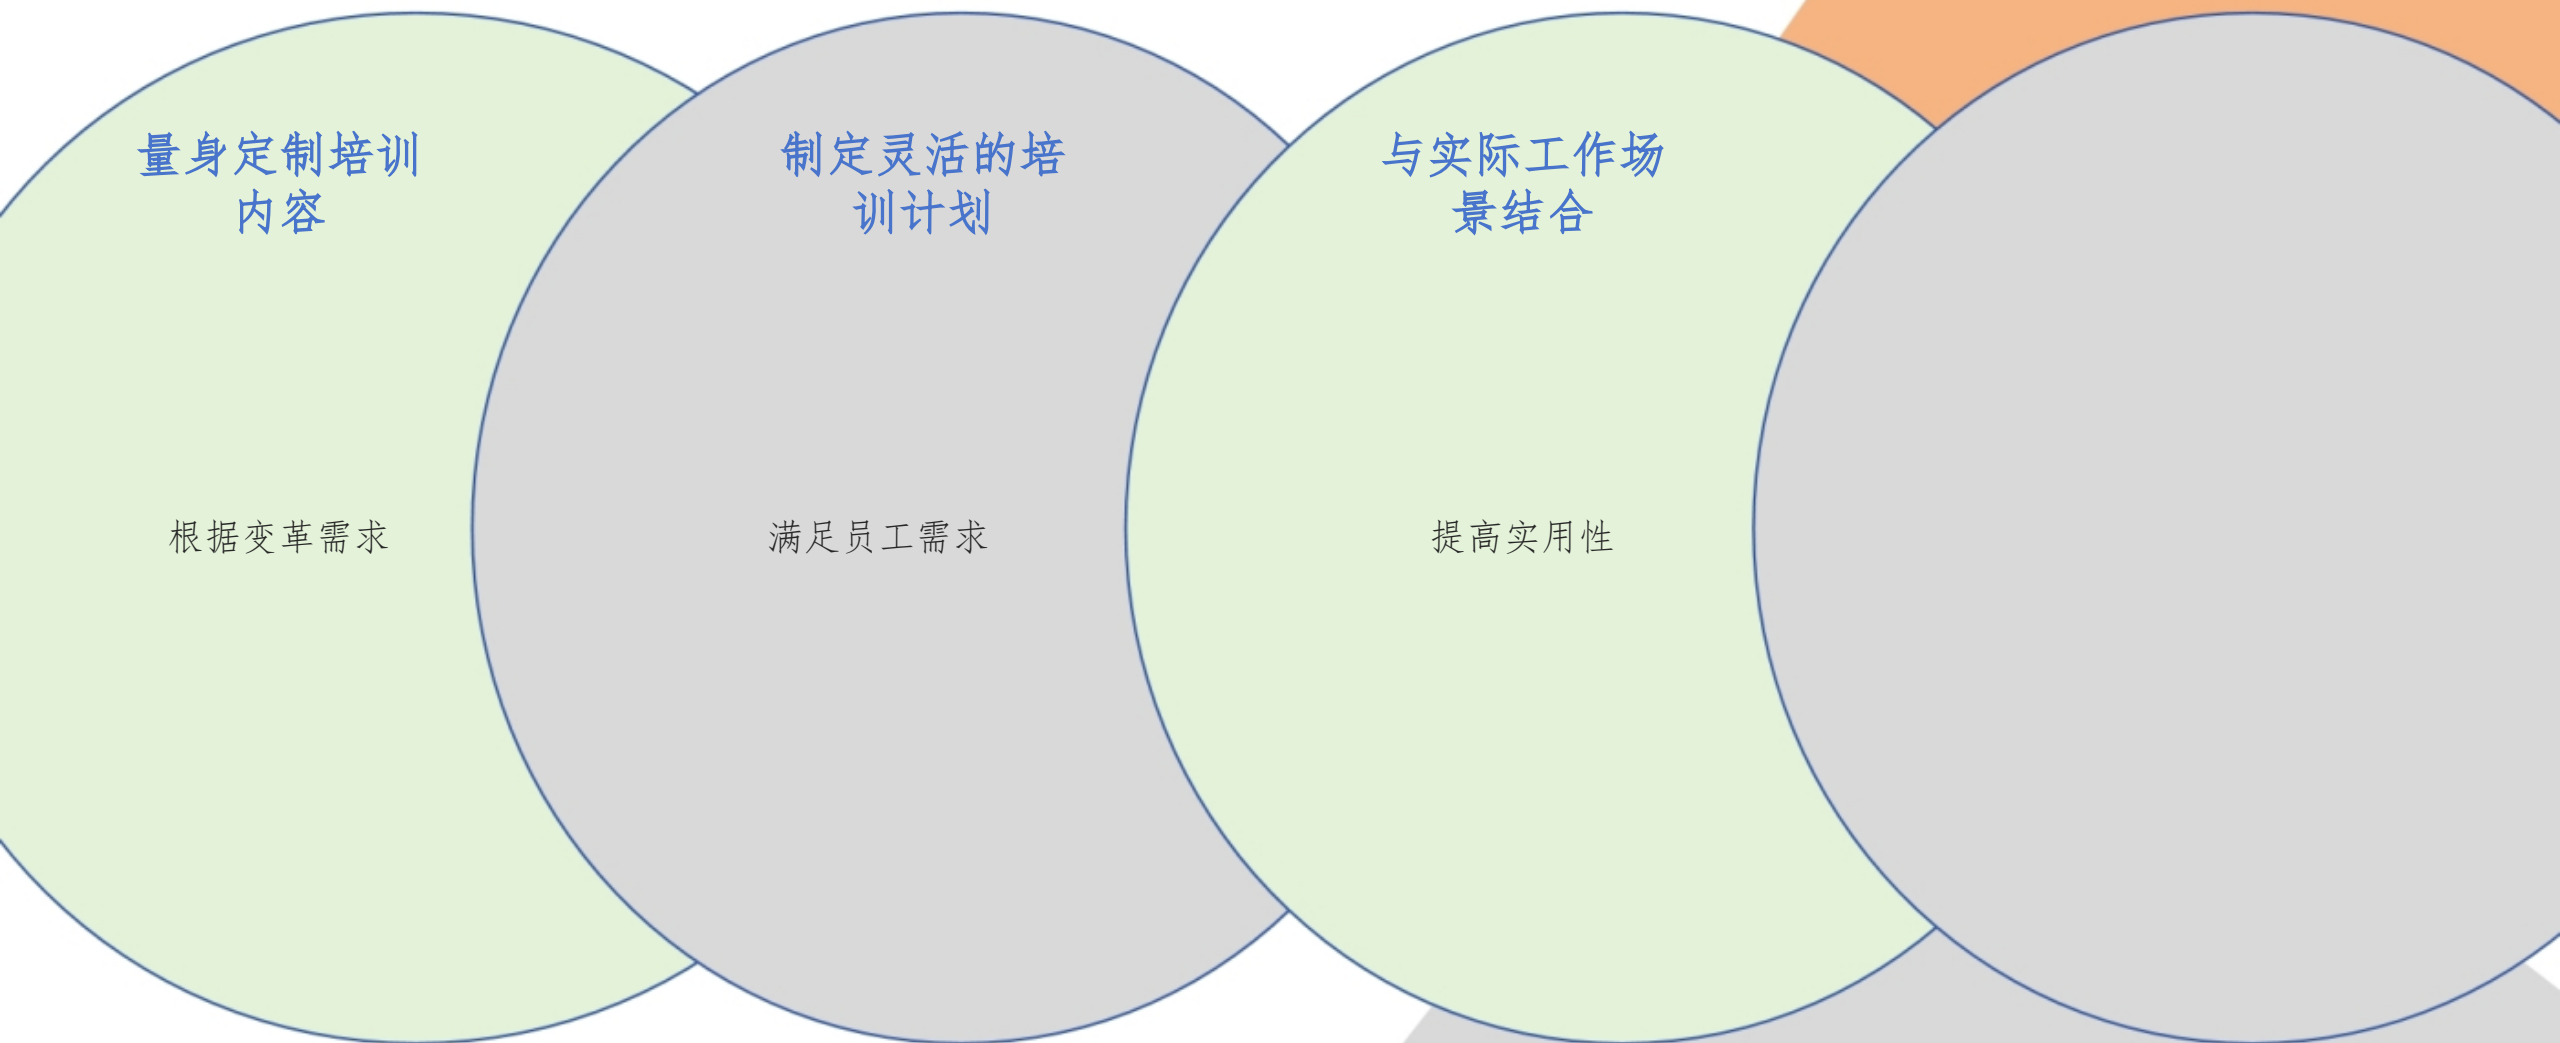 量身定制培训
内容
根据变革需求
制定灵活的培
训计划
满足员工需求
与实际工作场
景结合
提高实用性